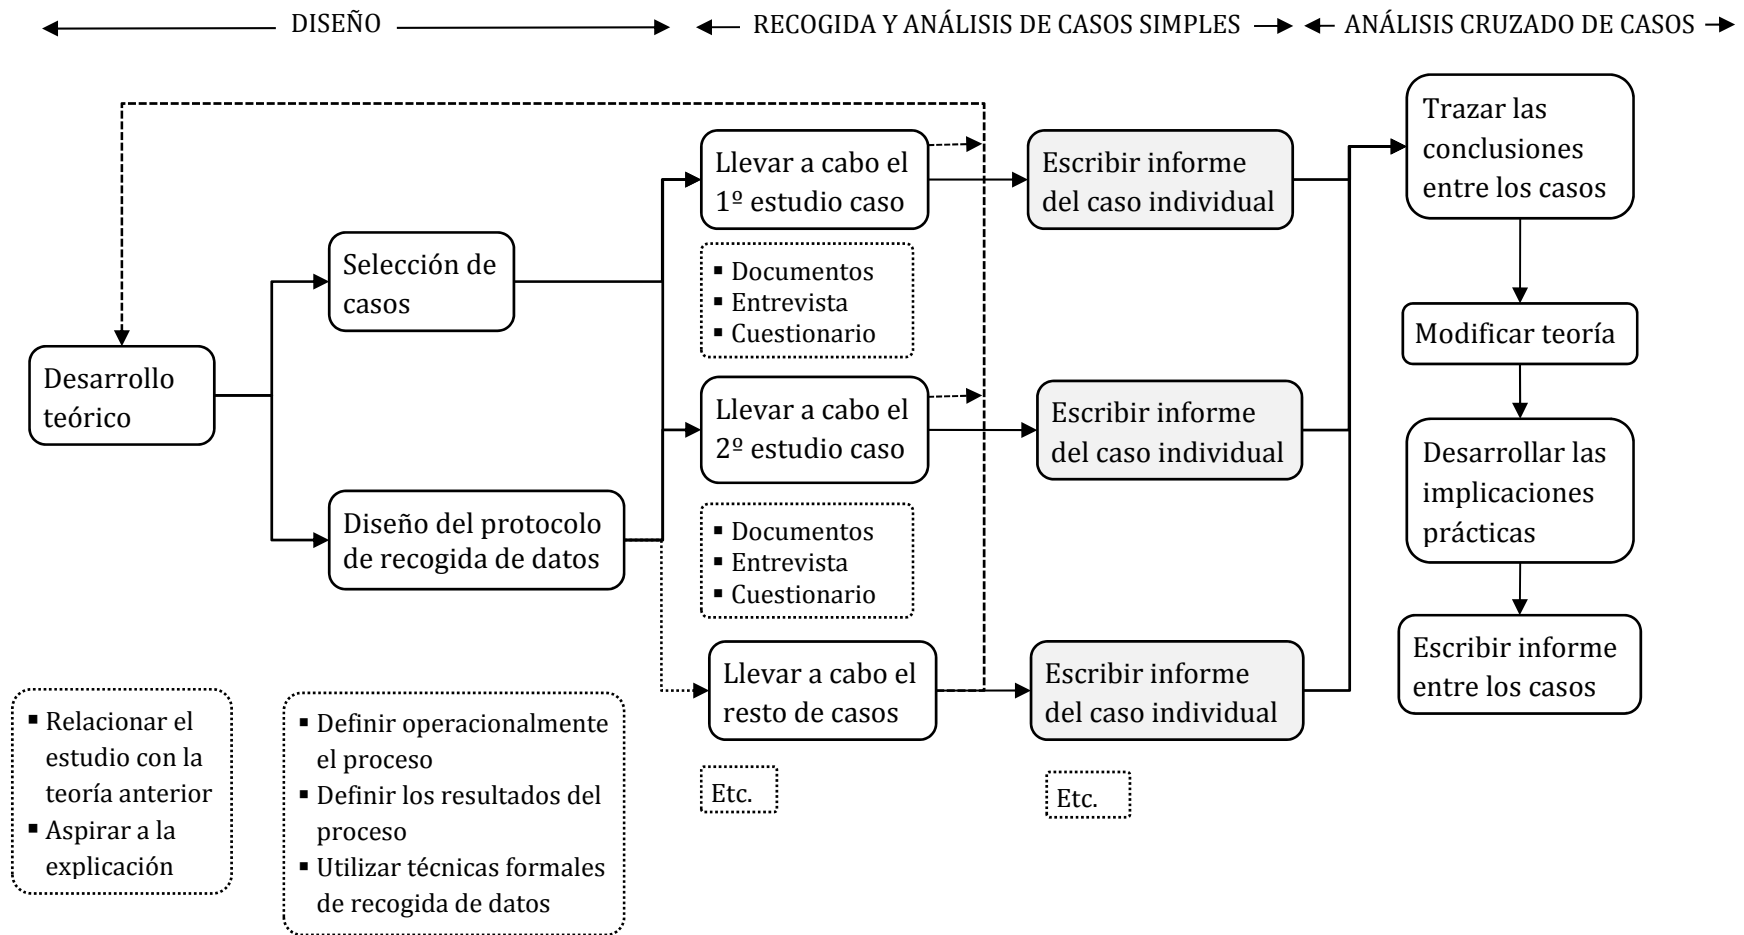 DISEÑO
RECOGIDA Y ANÁLISIS DE CASOS SIMPLES
ANÁLISIS CRUZADO DE CASOS
Desarrollo
teórico
Selección de
casos
Diseño del protocolo
de recogida de datos
Llevar a cabo el
1º estudio caso
▪ Documentos
▪ Entrevista
▪ Cuestionario
Llevar a cabo el
2º estudio caso
▪ Documentos
▪ Entrevista
▪ Cuestionario
Llevar a cabo el
resto de casos
Etc.
Escribir informe
del caso individual
Escribir informe
del caso individual
Escribir informe
del caso individual
Etc.
Trazar las
conclusiones
entre los casos
Modificar teoría
Desarrollar las
implicaciones
prácticas
Escribir informe
entre los casos
▪ Relacionar el
estudio con la
teoría anterior
▪ Aspirar a la
explicación
▪ Definir operacionalmente
el proceso
▪ Definir los resultados del
proceso
▪ Utilizar técnicas formales
de recogida de datos